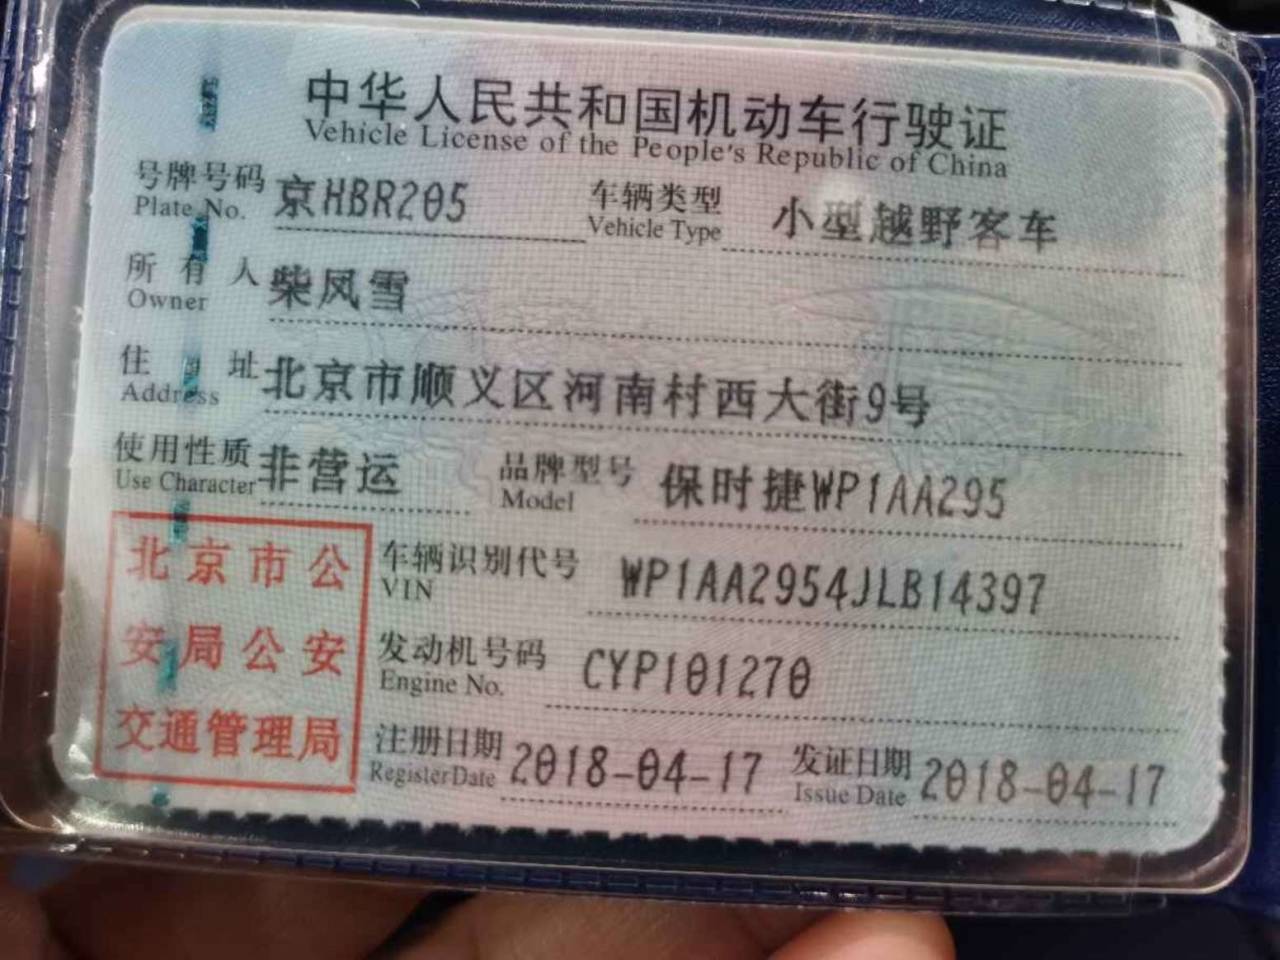 中华人民共和国机动车行驶证
Vehicle License of the People's Republic of China
号牌号码 京HBR205 车辆类型 小型越野客车
Plate No. Vehicle Type
所有人 柴凤雪
Owner
住址 北京市顺义区河南村西大街9号
Address
使用性质 非营运 品牌型号 保时捷WP1AA295
Use Character Model
车辆识别代号 WP1AA2954JLB14397
VIN
发动机号码 CYP101270
Engine No.
注册日期 2018-04-17 发证日期 2018-04-17
Register Date Issue Date
北京市公
安局公安
交通管理局